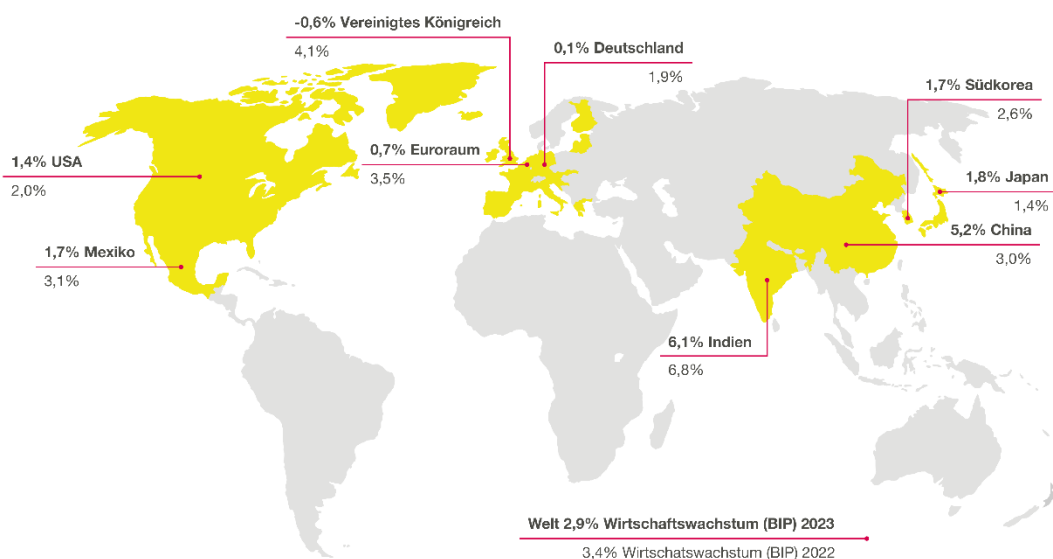 -0,6% Vereinigtes Königreich
4,1%
0,1% Deutschland
1,9%
1,7% Südkorea
2,6%
0,7% Euroraum
3,5%
1,4% USA
2,0%
1,8% Japan
1,4%
5,2% China
3,0%
1,7% Mexiko
3,1%
6,1% Indien
6,8%
Welt 2,9% Wirtschaftswachstum (BIP) 2023
3,4% Wirtschatswachstum (BIP) 2022